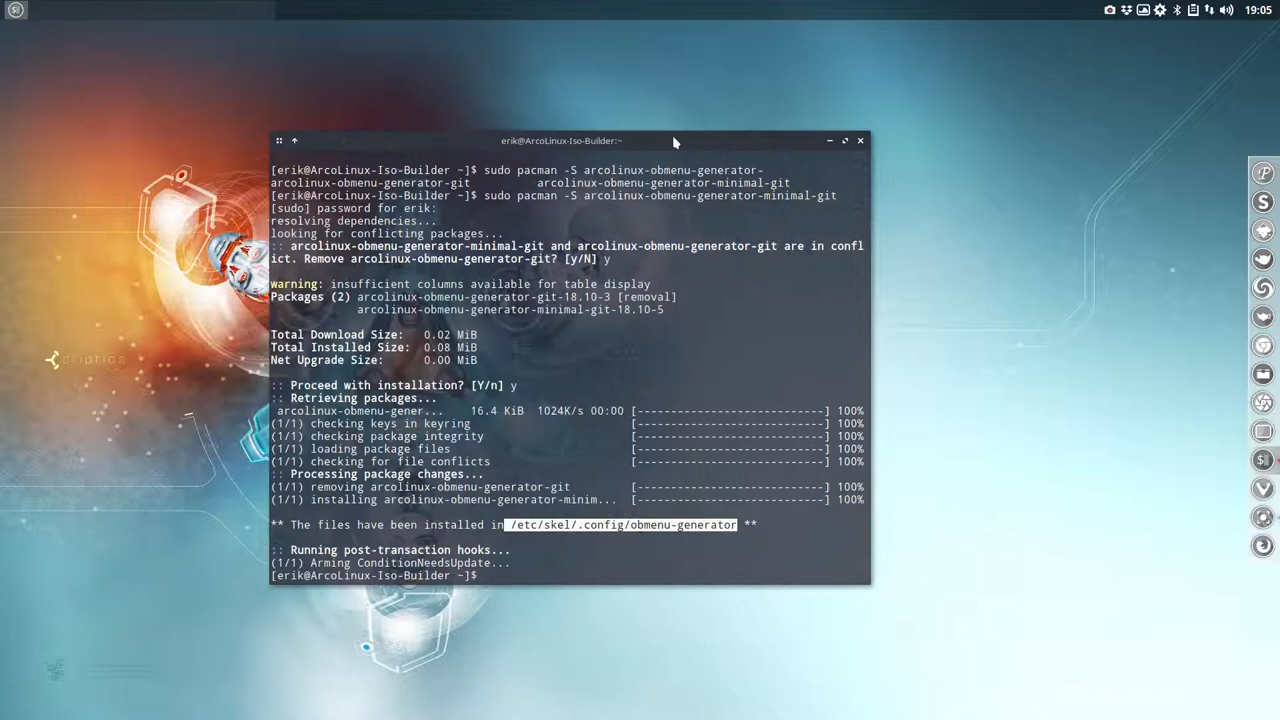 19:05
erik@ArcoLinux-Iso-Builder:~
[erik@ArcoLinux-Iso-Builder ~]$ sudo pacman -S arcolinux-obmenu-generator-
arcolinux-obmenu-generator-git          arcolinux-obmenu-generator-minimal-git
[erik@ArcoLinux-Iso-Builder ~]$ sudo pacman -S arcolinux-obmenu-generator-minimal-git
[sudo] password for erik:
resolving dependencies...
looking for conflicting packages...
:: arcolinux-obmenu-generator-minimal-git and arcolinux-obmenu-generator-git are in confl
ict. Remove arcolinux-obmenu-generator-git? [y/N] y
warning: insufficient columns available for table display
Packages (2) arcolinux-obmenu-generator-git-18.10-3 [removal]
arcolinux-obmenu-generator-minimal-git-18.10-5
Total Download Size:   0.02 MiB
Total Installed Size:  0.08 MiB
Net Upgrade Size:      0.00 MiB
:: Proceed with installation? [Y/n] y
:: Retrieving packages...
arcolinux-obmenu-gener...    16.4 KiB  1024K/s 00:00 [-----------------------------] 100%
(1/1) checking keys in keyring                         [-----------------------------] 100%
(1/1) checking package integrity                       [-----------------------------] 100%
(1/1) loading package files                            [-----------------------------] 100%
(1/1) checking for file conflicts                      [-----------------------------] 100%
:: Processing package changes...
(1/1) removing arcolinux-obmenu-generator-git          [-----------------------------] 100%
(1/1) installing arcolinux-obmenu-generator-minim...   [-----------------------------] 100%
** The files have been installed in /etc/skel/.config/obmenu-generator **
:: Running post-transaction hooks...
(1/1) Arming ConditionNeedsUpdate...
[erik@ArcoLinux-Iso-Builder ~]$